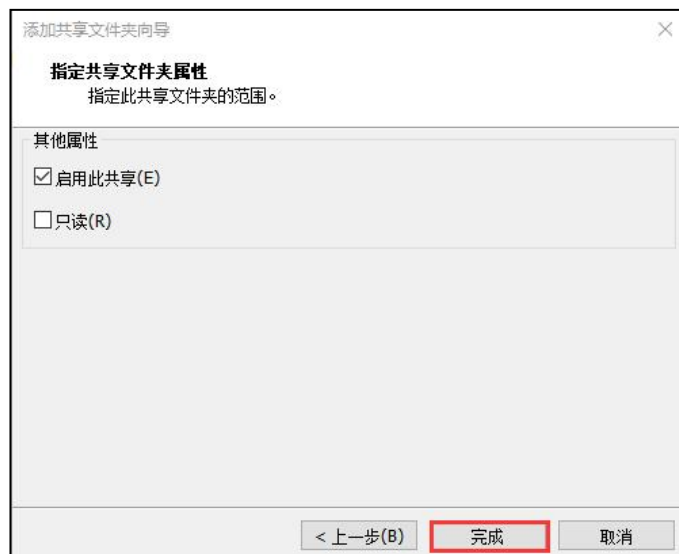 添加共享文件夹向导
指定共享文件夹属性
指定此共享文件夹的范围。
其他属性
启用此共享(E)
只读(R)
< 上一步(B) 完成 取消